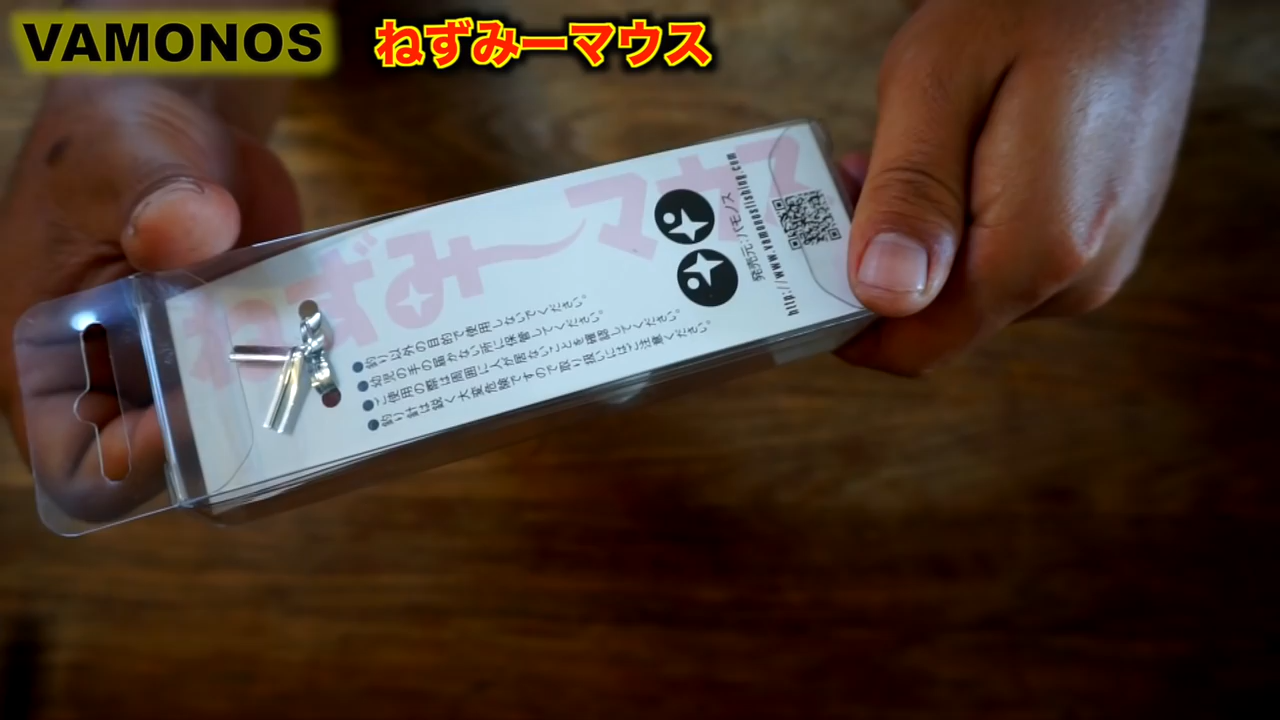 VAMONOS ねずみーマウス
ねずみーマウス
●釣り以外の目的で使用しないでください。
●幼児の手の届かない所に保管してください。
●ご使用の際は周囲に人が居ないことを確認してください。
●釣り針は鋭く大変危険ですので取り扱いにはご注意ください。
発売元:バモノス
http://www.vamonosfishing.com